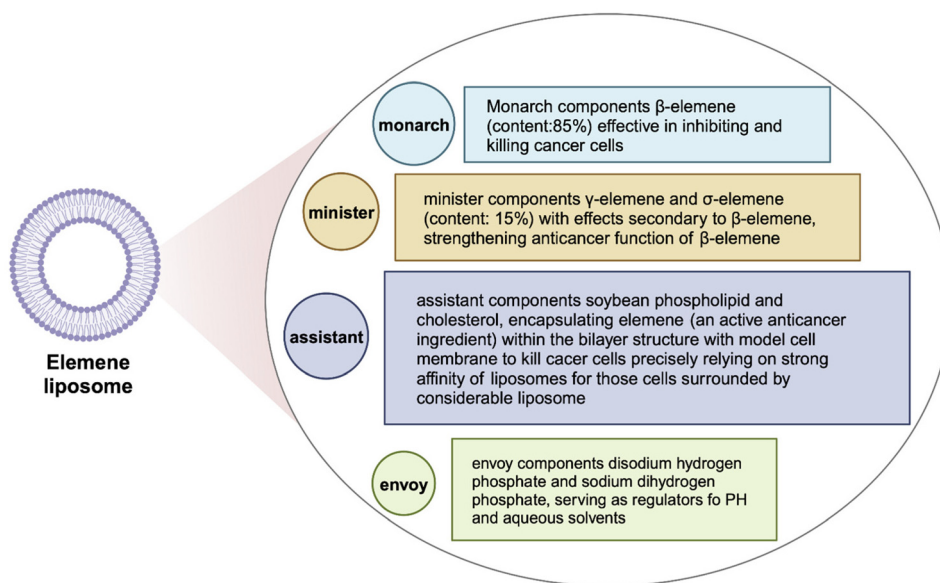 Elemene
liposome
monarch
Monarch components β-elemene
(content:85%) effective in inhibiting and
killing cancer cells
minister
minister components γ-elemene and σ-elemene
(content: 15%) with effects secondary to β-elemene,
strengthening anticancer function of β-elemene
assistant
assistant components soybean phospholipid and
cholesterol, encapsulating elemene (an active anticancer
ingredient) within the bilayer structure with model cell
membrane to kill cacer cells precisely relying on strong
affinity of liposomes for those cells surrounded by
considerable liposome
envoy
envoy components disodium hydrogen
phosphate and sodium dihydrogen
phosphate, serving as regulators fo PH
and aqueous solvents